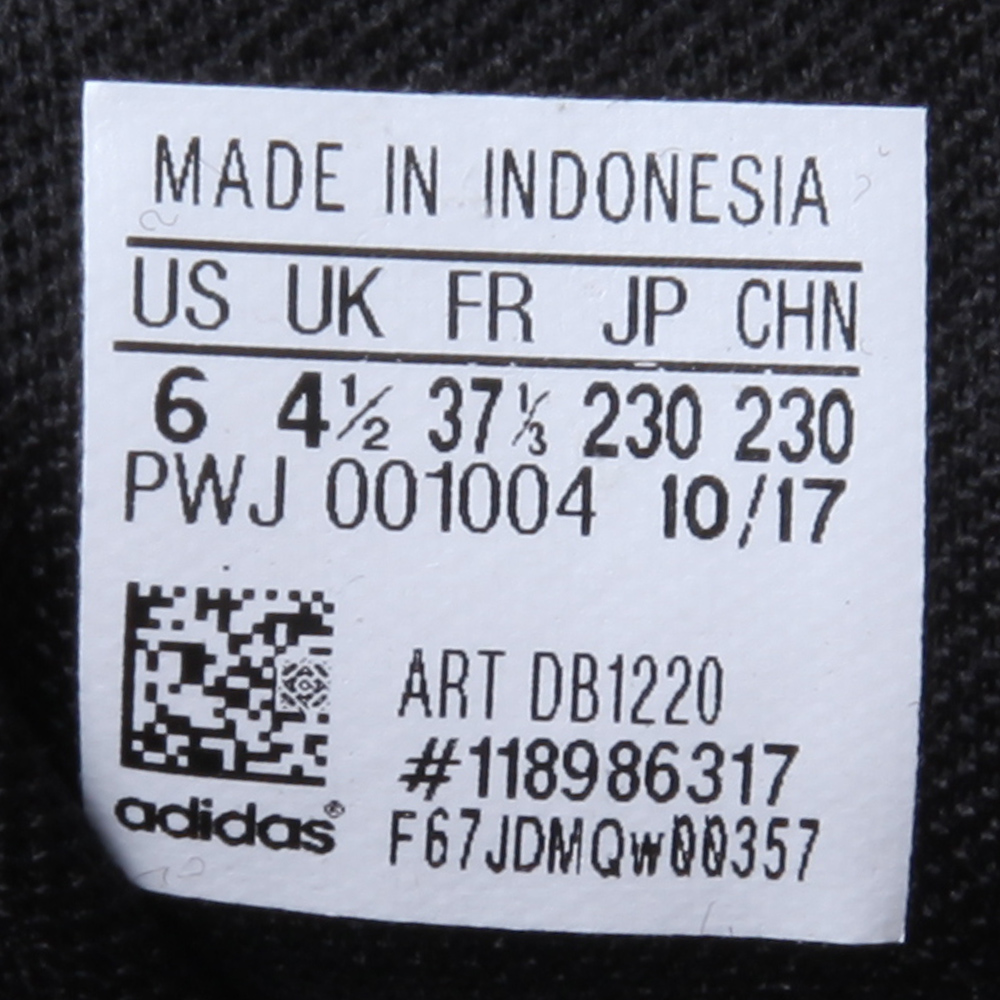 MADE IN INDONESIA
US UK FR JP CHN
6 4½ 37⅓ 230 230
PWJ 001004 10/17
ART DB1220
#118986317
adidas®
F67JDMQw00357